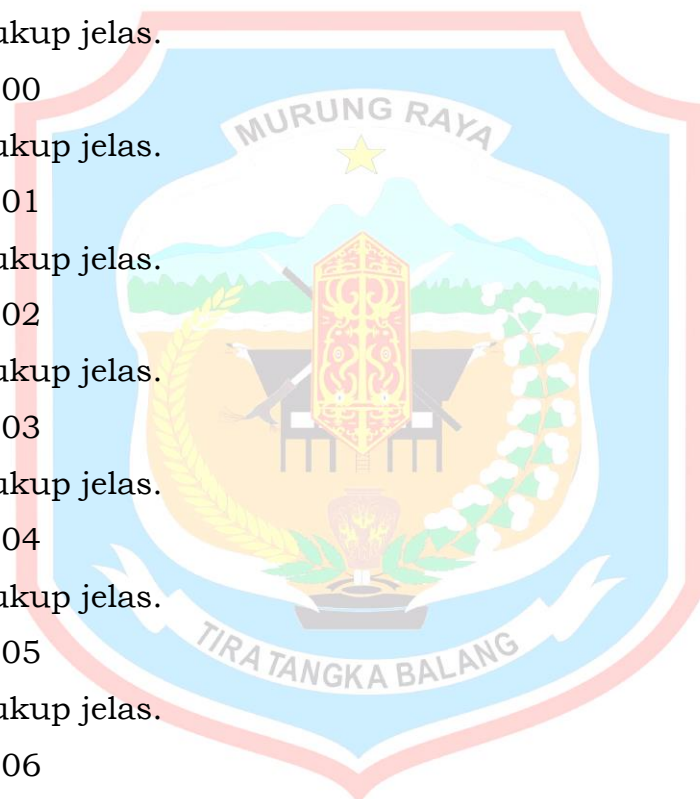 ukup jelas.
00
MURUNG RAYA
ukup jelas.
01
ukup jelas.
02
ukup jelas.
03
ukup jelas.
04
ukup jelas.
05
TIRA TANGKA BALANG
ukup jelas.
06